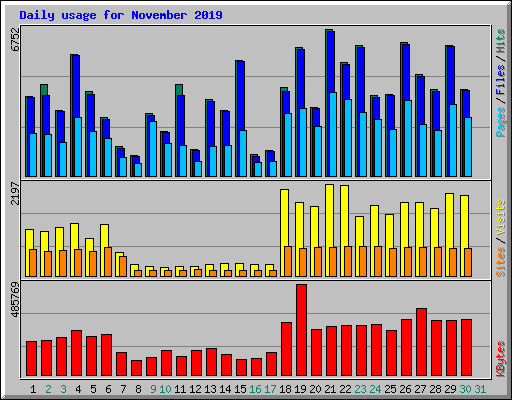 Daily usage for November 2019
6752
Pages / Files / Hits
2197
Sites / Visits
485769
KBytes
1 2 3 4 5 6 7 8 9 10 11 12 13 14 15 16 17 18 19 20 21 22 23 24 25 26 27 28 29 30 31